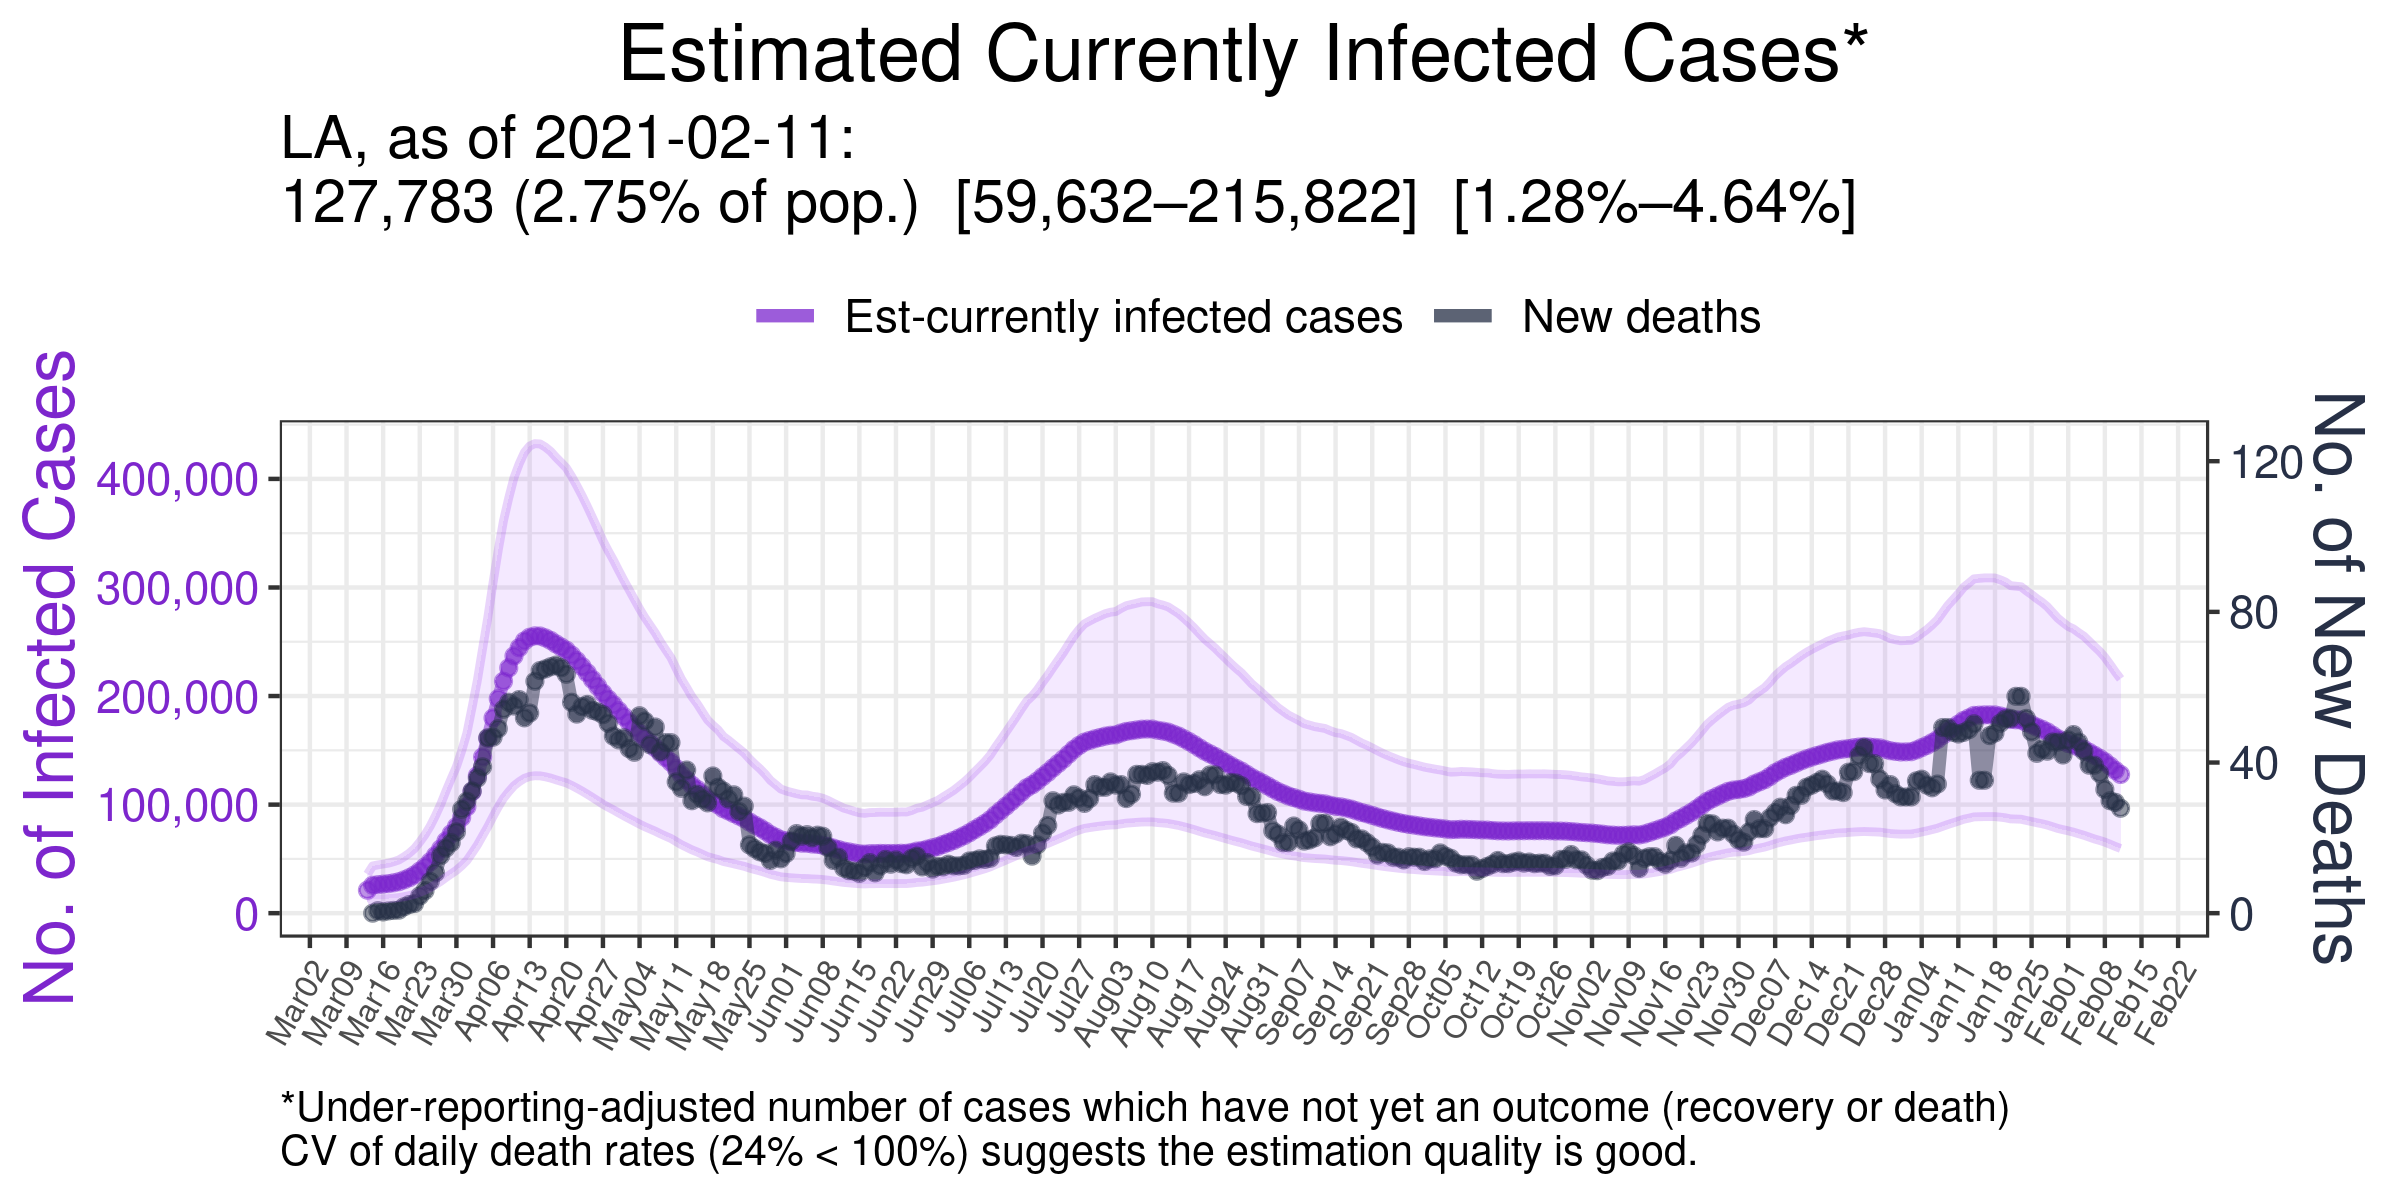 Estimated Currently Infected Cases*
LA, as of 2021-02-11:
127,783 (2.75% of pop.)  [59,632–215,822]  [1.28%–4.64%]
Est-currently infected cases
New deaths
No. of Infected Cases
400,000
300,000
200,000
100,000
0
No. of New Deaths
120
80
40
0
Mar02
Mar09
Mar16
Mar23
Mar30
Apr06
Apr13
Apr20
Apr27
May04
May11
May18
May25
Jun01
Jun08
Jun15
Jun22
Jun29
Jul06
Jul13
Jul20
Jul27
Aug03
Aug10
Aug17
Aug24
Aug31
Sep07
Sep14
Sep21
Sep28
Oct05
Oct12
Oct19
Oct26
Nov02
Nov09
Nov16
Nov23
Nov30
Dec07
Dec14
Dec21
Dec28
Jan04
Jan11
Jan18
Jan25
Feb01
Feb08
Feb15
Feb22
*Under-reporting-adjusted number of cases which have not yet an outcome (recovery or death)
CV of daily death rates (24% < 100%) suggests the estimation quality is good.